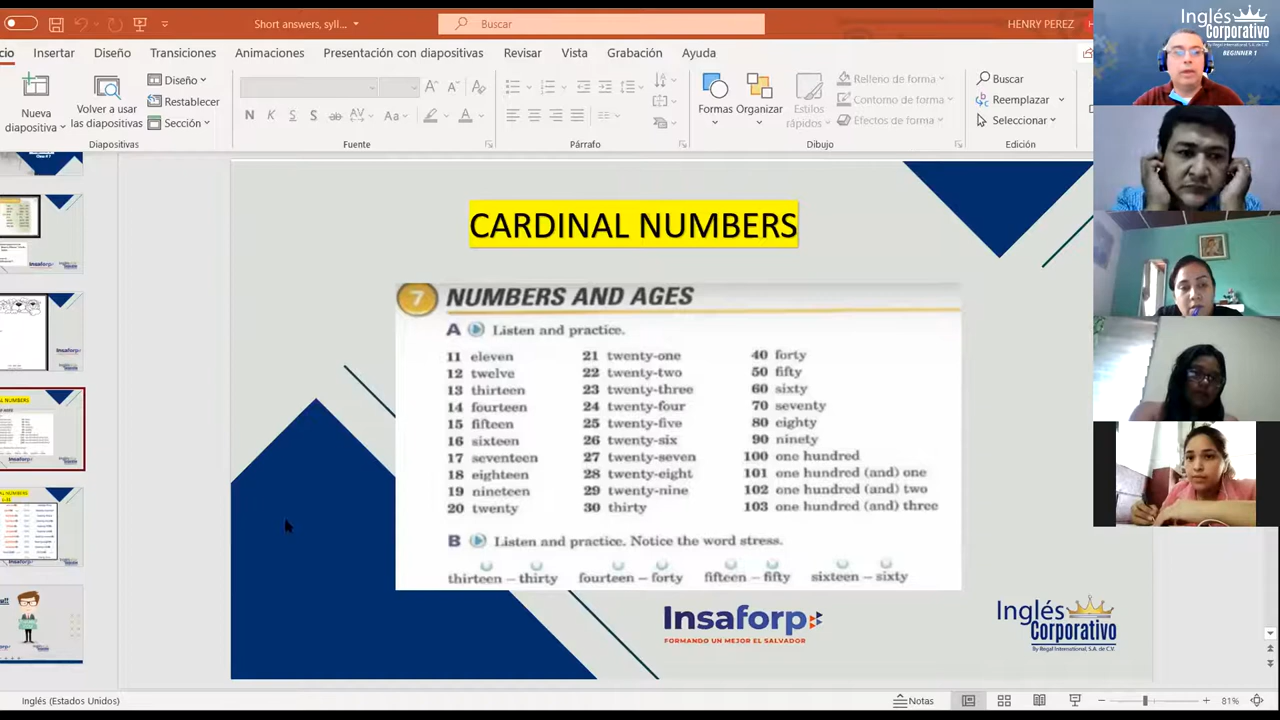 Short answers, syll...
Buscar
HENRY PEREZ
cio Insertar Diseño Transiciones Animaciones Presentación con diapositivas Revisar Vista Grabación Ayuda
Nueva diapositiva
Volver a usar las diapositivas
Diseño
Restablecer
Sección
Diapositivas
N K S S ab AV Aa A
Fuente
Párrafo
Formas
Organizar
Estilos rápidos
Relleno de forma
Contorno de forma
Efectos de forma
Dibujo
Buscar
Reemplazar
Seleccionar
Edición
CARDINAL NUMBERS
7 NUMBERS AND AGES
A Listen and practice.
11 eleven 21 twenty-one 40 forty
12 twelve 22 twenty-two 50 fifty
13 thirteen 23 twenty-three 60 sixty
14 fourteen 24 twenty-four 70 seventy
15 fifteen 25 twenty-five 80 eighty
16 sixteen 26 twenty-six 90 ninety
17 seventeen 27 twenty-seven 100 one hundred
18 eighteen 28 twenty-eight 101 one hundred (and) one
19 nineteen 29 twenty-nine 102 one hundred (and) two
20 twenty 30 thirty 103 one hundred (and) three
B Listen and practice. Notice the word stress.
thirteen – thirty fourteen – forty fifteen – fifty sixteen – sixty
Insaforp
FORMANDO UN MEJOR EL SALVADOR
Inglés
Corporativo
By Regal International, S.A. de C.V.
Inglés
Corporativo
By Regal International, S.A. de C.V.
BEGINNER 1
Inglés (Estados Unidos)
Notas
81%